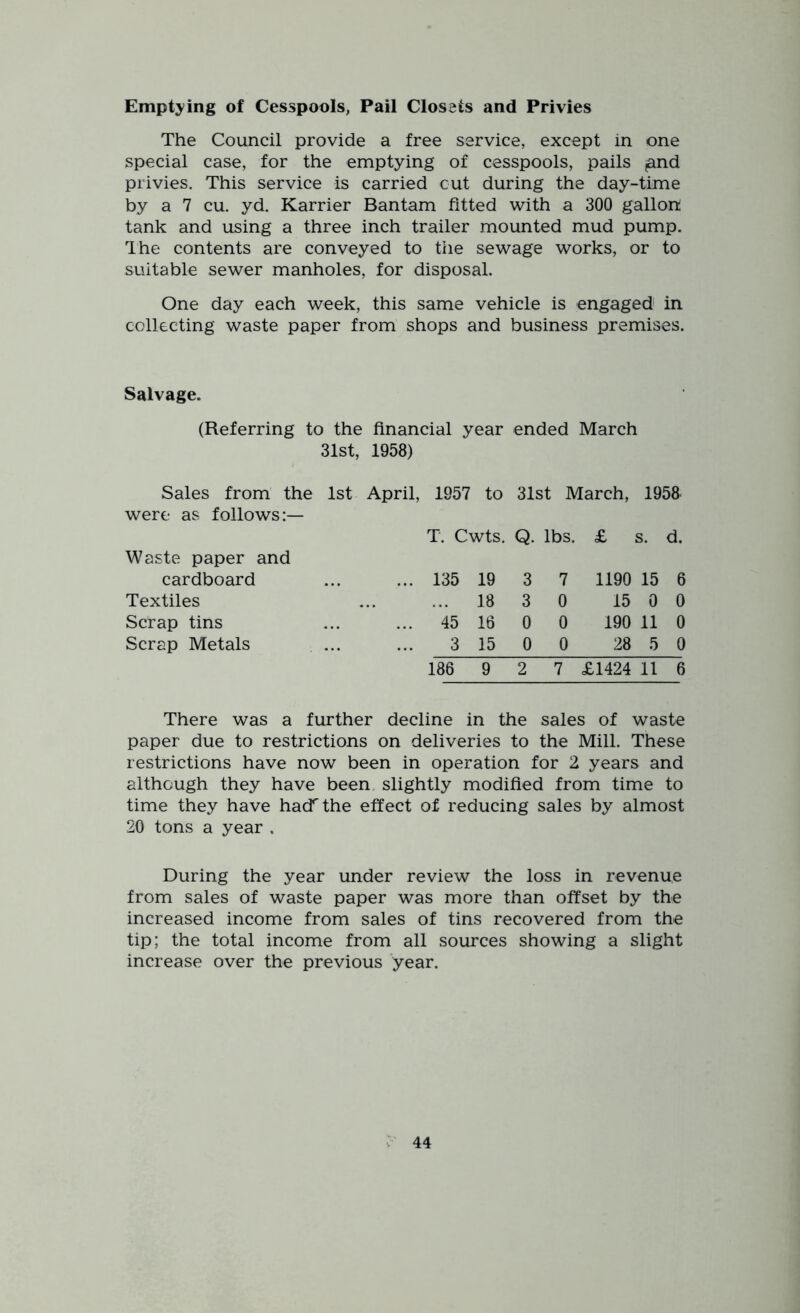 Emptying of Cesspools, Pail Closets and Privies
The Council provide a free service, except in one
special case, for the emptying of cesspools, pails and
privies. This service is carried out during the day-time
by a 7 cu. yd. Karrier Bantam fitted with a 300 gallon
tank and using a three inch trailer mounted mud pump.
The contents are conveyed to the sewage works, or to
suitable sewer manholes, for disposal.
One day each week, this same vehicle is engaged in
collecting waste paper from shops and business premises.
Salvage.
(Referring to the financial year ended March
31st, 1958)
Sales from the 1st April, 1957 to 31st March, 1958
were as follows:—
T. Cwts. Q. lbs. £ s. d.
Waste paper and
cardboard ... ... 135 19 3 7 1190 15 6
Textiles ... ... 18 3 0 15 0 0
Scrap tins ... ... 45 16 0 0 190 11 0
Scrap Metals ... ... 3 15 0 0 28 5 0
186 9 2 7 £1424 11 6
There was a further decline in the sales of waste
paper due to restrictions on deliveries to the Mill. These
restrictions have now been in operation for 2 years and
although they have been slightly modified from time to
time they have had the effect of reducing sales by almost
20 tons a year .
During the year under review the loss in revenue
from sales of waste paper was more than offset by the
increased income from sales of tins recovered from the
tip; the total income from all sources showing a slight
increase over the previous year.
44